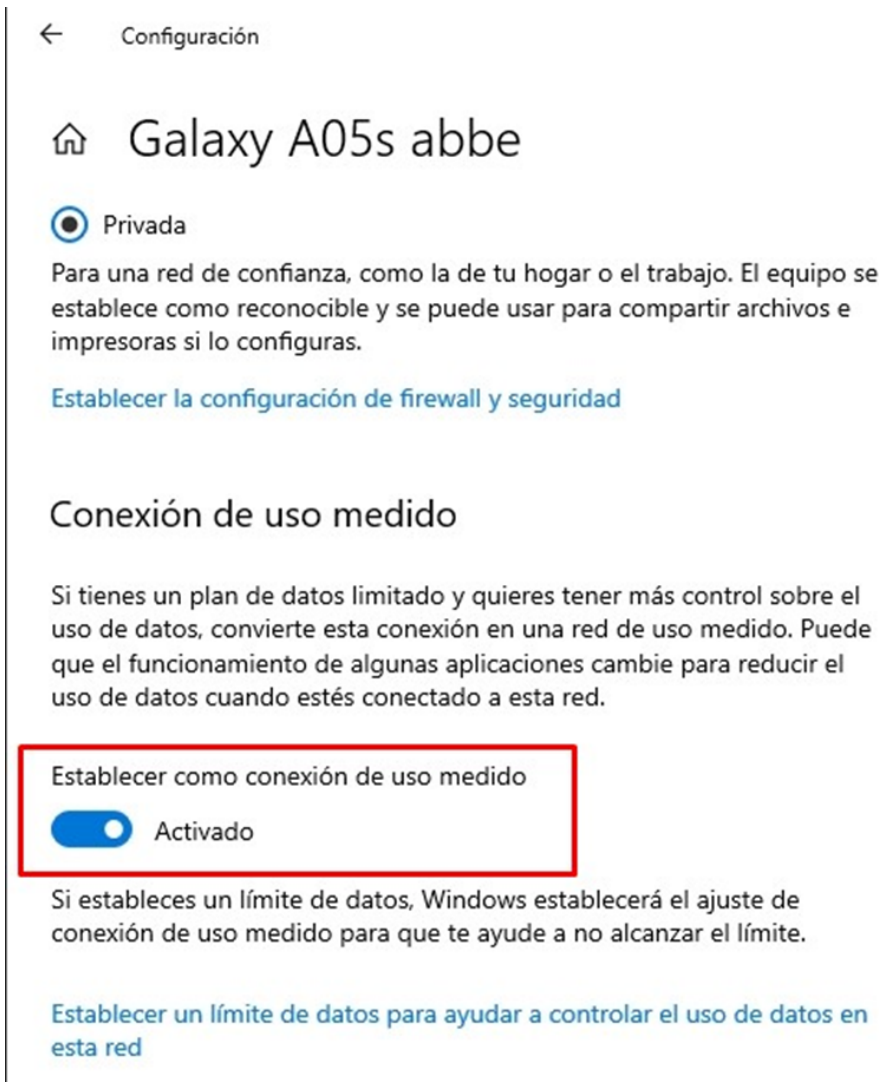 Configuración
Galaxy A05s abbe
Privada
Para una red de confianza, como la de tu hogar o el trabajo. El equipo se
establece como reconocible y se puede usar para compartir archivos e
impresoras si lo configuras.
Establecer la configuración de firewall y seguridad
Conexión de uso medido
Si tienes un plan de datos limitado y quieres tener más control sobre el
uso de datos, convierte esta conexión en una red de uso medido. Puede
que el funcionamiento de algunas aplicaciones cambie para reducir el
uso de datos cuando estés conectado a esta red.
Establecer como conexión de uso medido
Activado
Si estableces un límite de datos, Windows establecerá el ajuste de
conexión de uso medido para que te ayude a no alcanzar el límite.
Establecer un límite de datos para ayudar a controlar el uso de datos en
esta red